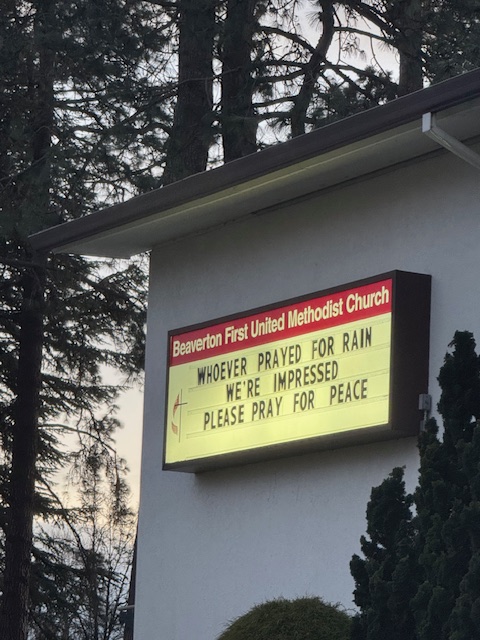 Beaverton First United Methodist Church
WHOEVER PRAYED FOR RAIN
WE'RE IMPRESSED
PLEASE PRAY FOR PEACE